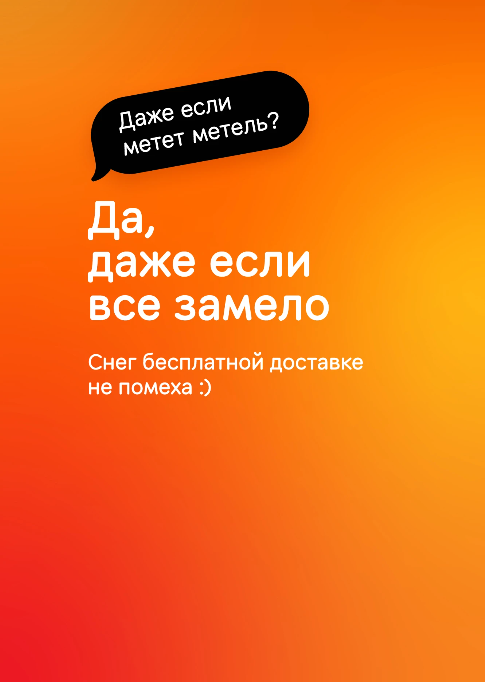 Даже если
метет метель?
Да,
даже если
все замело
Снег бесплатной доставке
не помеха :)